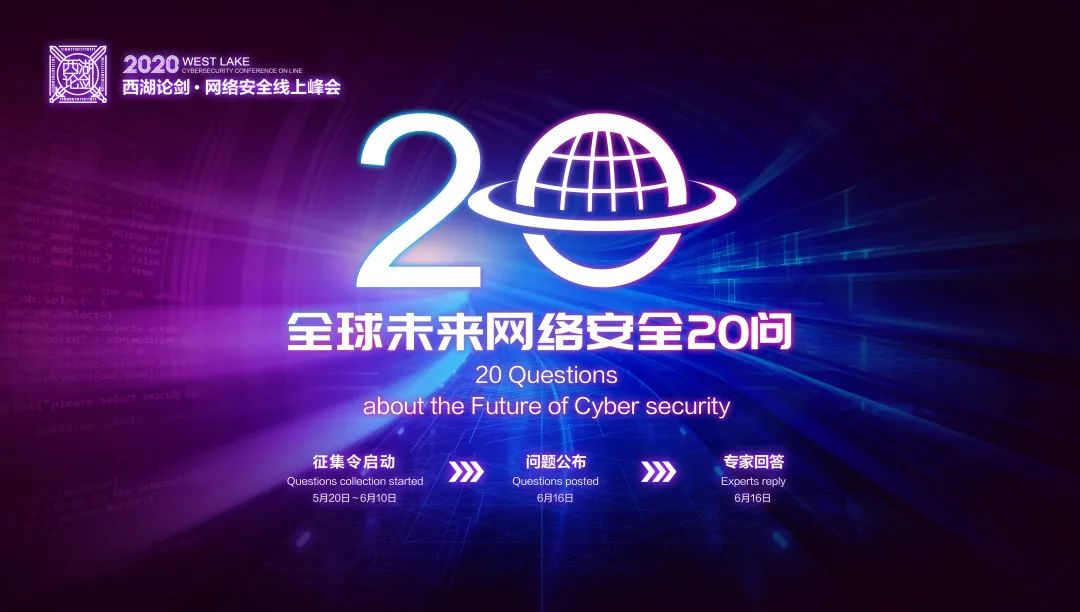 西湖论剑
2020 WEST LAKE
CYBERSECURITY CONFERENCE ON LINE
西湖论剑·网络安全线上峰会
20
全球未来网络安全20问
20 Questions
about the Future of Cyber security
征集令启动
Questions collection started
5月20日~6月10日
问题公布
Questions posted
6月16日
专家回答
Experts reply
6月16日